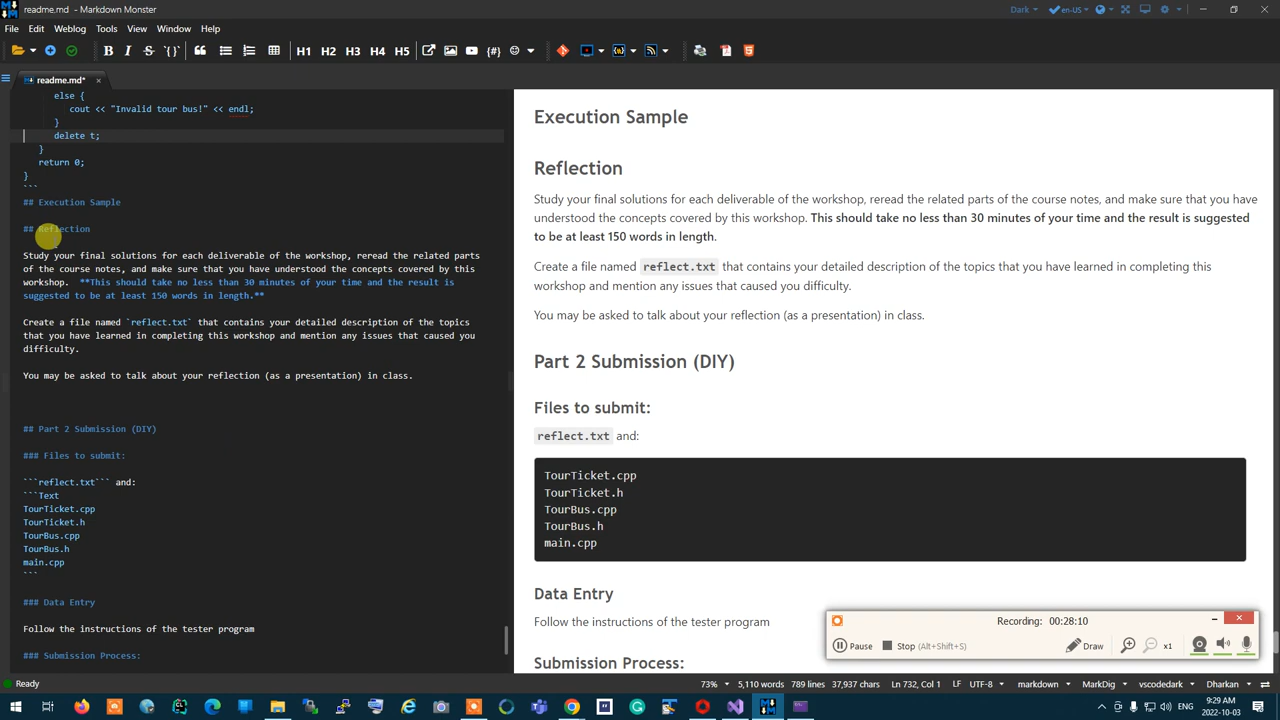 readme.md* - Markdown Monster
Dark
en-US
File Edit Weblog Tools Window Help
B I S H1 H2 H3 H4 H5
readme.md*
else {
cout << "Invalid tour bus!" << endl;
}
delete t;
}
return 0;
}
```
## Execution Sample
## Reflection
Study your final solutions for each deliverable of the workshop, reread the related parts
of the course notes, and make sure that you have understood the concepts covered by this
workshop. **This should take no less than 30 minutes of your time and the result is
suggested to be at least 150 words in length.**
Create a file named `reflect.txt` that contains your detailed description of the topics
that you have learned in completing this workshop and mention any issues that caused you
difficulty.
You may be asked to talk about your reflection (as a presentation) in class.
## Part 2 Submission (DIY)
### Files to submit:
```reflect.txt``` and:
```Text
TourTicket.cpp
TourTicket.h
TourBus.cpp
TourBus.h
main.cpp
```
### Data Entry
Follow the instructions of the tester program
### Submission Process:
Execution Sample
Reflection
Study your final solutions for each deliverable of the workshop, reread the related parts of the course notes, and make sure that you have
understood the concepts covered by this workshop. This should take no less than 30 minutes of your time and the result is suggested
to be at least 150 words in length.
Create a file named reflect.txt that contains your detailed description of the topics that you have learned in completing this
workshop and mention any issues that caused you difficulty.
You may be asked to talk about your reflection (as a presentation) in class.
Part 2 Submission (DIY)
Files to submit:
reflect.txt and:
TourTicket.cpp
TourTicket.h
TourBus.cpp
TourBus.h
main.cpp
Data Entry
Follow the instructions of the tester program
Submission Process:
Recording: 00:28:10
Pause Stop (Alt+Shift+S) Draw x1
Ready
73% 5,110 words 789 lines 37,937 chars Ln 732, Col 1 LF UTF-8 markdown MarkDig vscodedark Dharkan
ENG
9:29 AM
2022-10-03